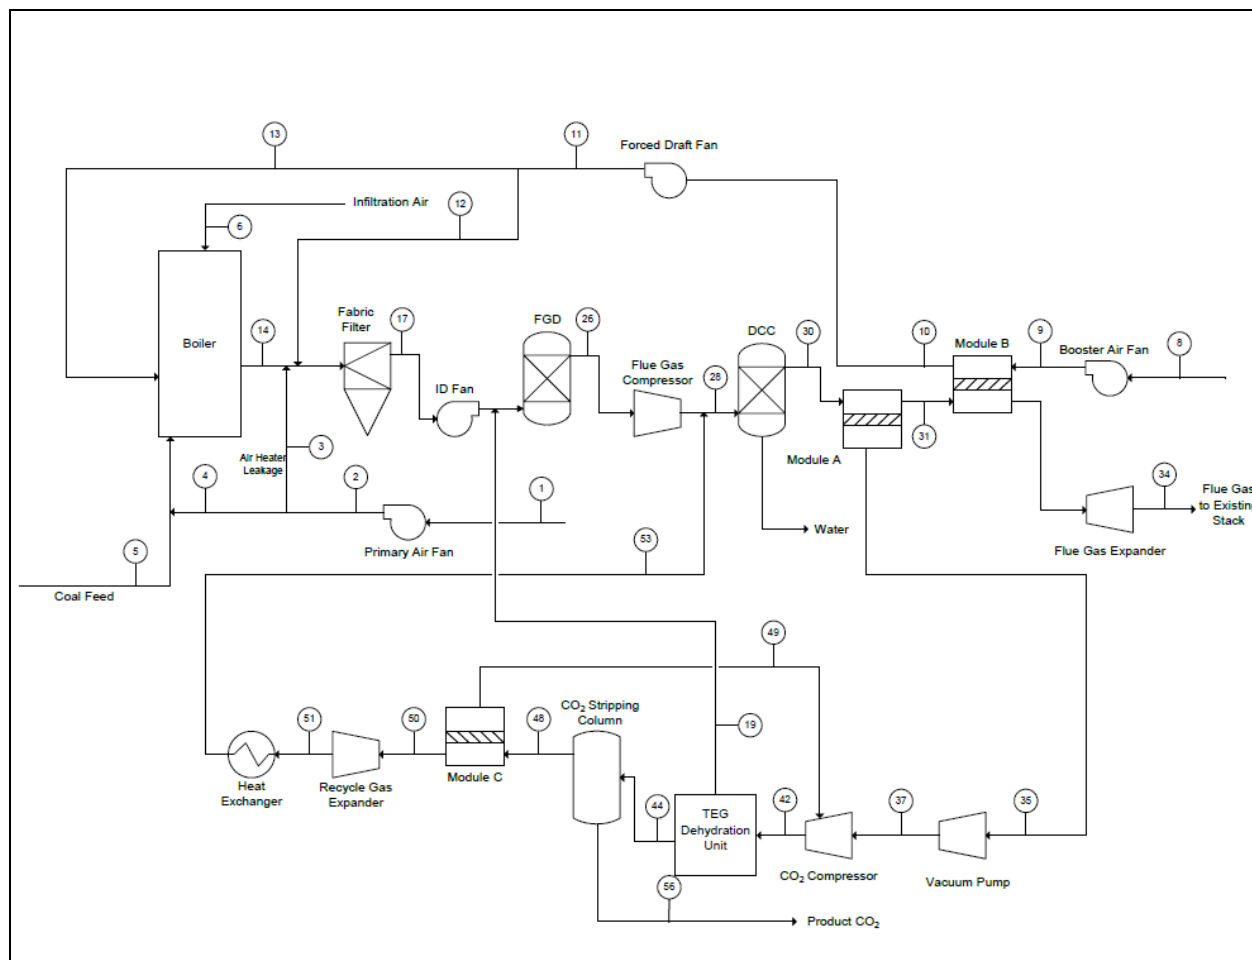 13
11
Forced Draft Fan
Infiltration Air
12
6
Fabric
Filter
17
FGD
26
DCC
30
10
Module B
9
Booster Air Fan
8
14
Boiler
ID Fan
Flue Gas
Compressor
28
Module A
31
Air Heater
Leakage
3
4
2
1
Primary Air Fan
5
Coal Feed
53
Water
34
Flue Gas
to Existing
Stack
Flue Gas Expander
49
CO2 Stripping
Column
19
51
50
48
Module C
Heat
Exchanger
Recycle Gas
Expander
44
TEG
Dehydration
Unit
42
37
35
CO2 Compressor
Vacuum Pump
56
Product CO2